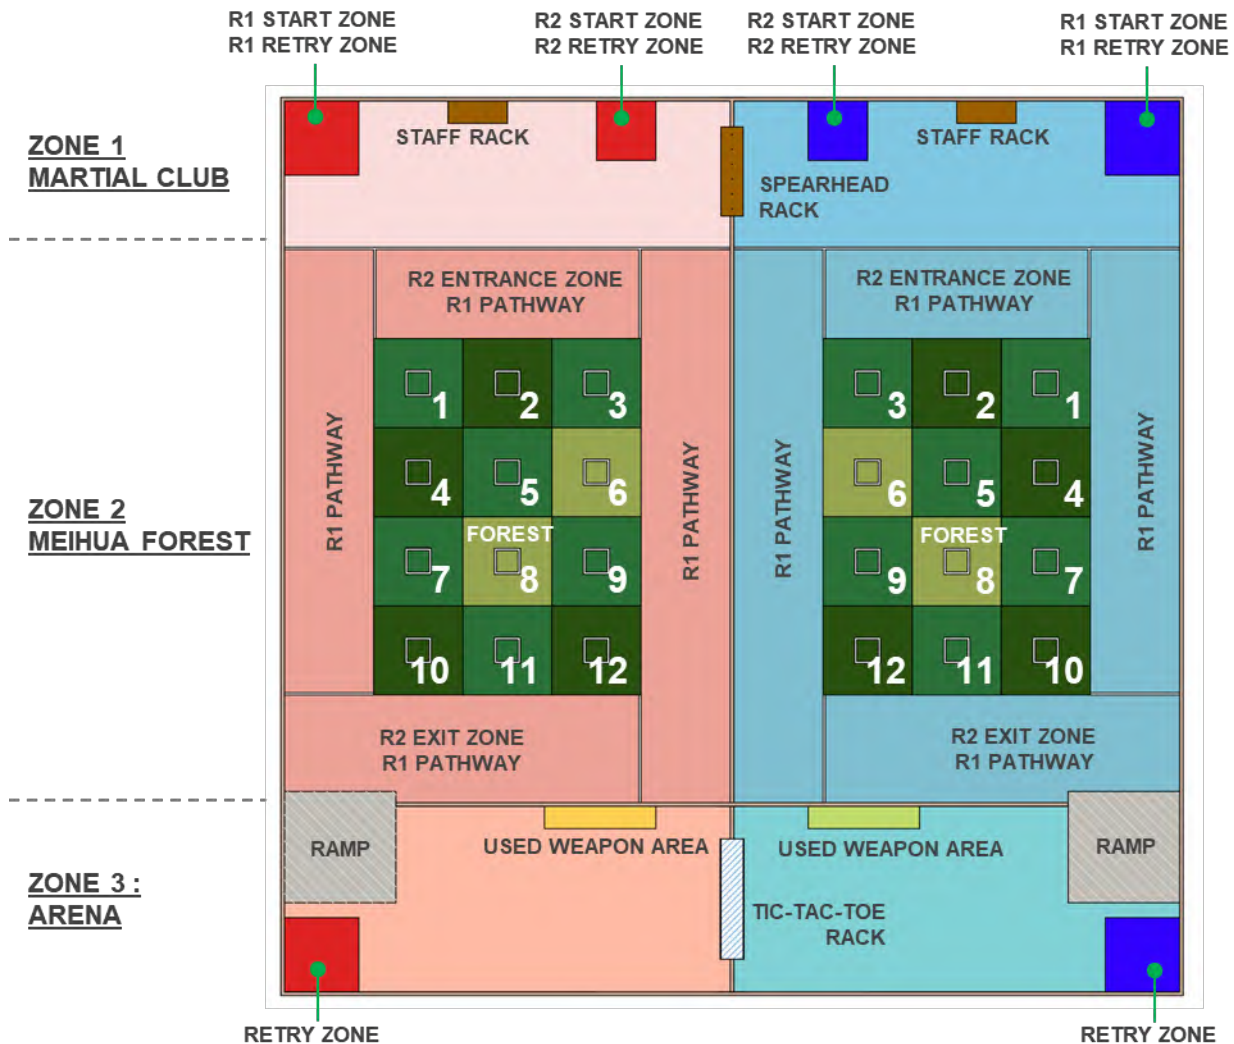 R1 START ZONE
R1 RETRY ZONE
R2 START ZONE
R2 RETRY ZONE
R2 START ZONE
R2 RETRY ZONE
R1 START ZONE
R1 RETRY ZONE
ZONE 1
MARTIAL CLUB
STAFF RACK
STAFF RACK
SPEARHEAD
RACK
R2 ENTRANCE ZONE
R1 PATHWAY
R2 ENTRANCE ZONE
R1 PATHWAY
ZONE 2
MEIHUA FOREST
R1 PATHWAY
1 2 3
4 5 6
FOREST
7 8 9
10 11 12
R1 PATHWAY
R1 PATHWAY
3 2 1
6 5 4
FOREST
9 8 7
12 11 10
R1 PATHWAY
R2 EXIT ZONE
R1 PATHWAY
R2 EXIT ZONE
R1 PATHWAY
ZONE 3 :
ARENA
RAMP
USED WEAPON AREA
USED WEAPON AREA
RAMP
TIC-TAC-TOE
RACK
RETRY ZONE
RETRY ZONE